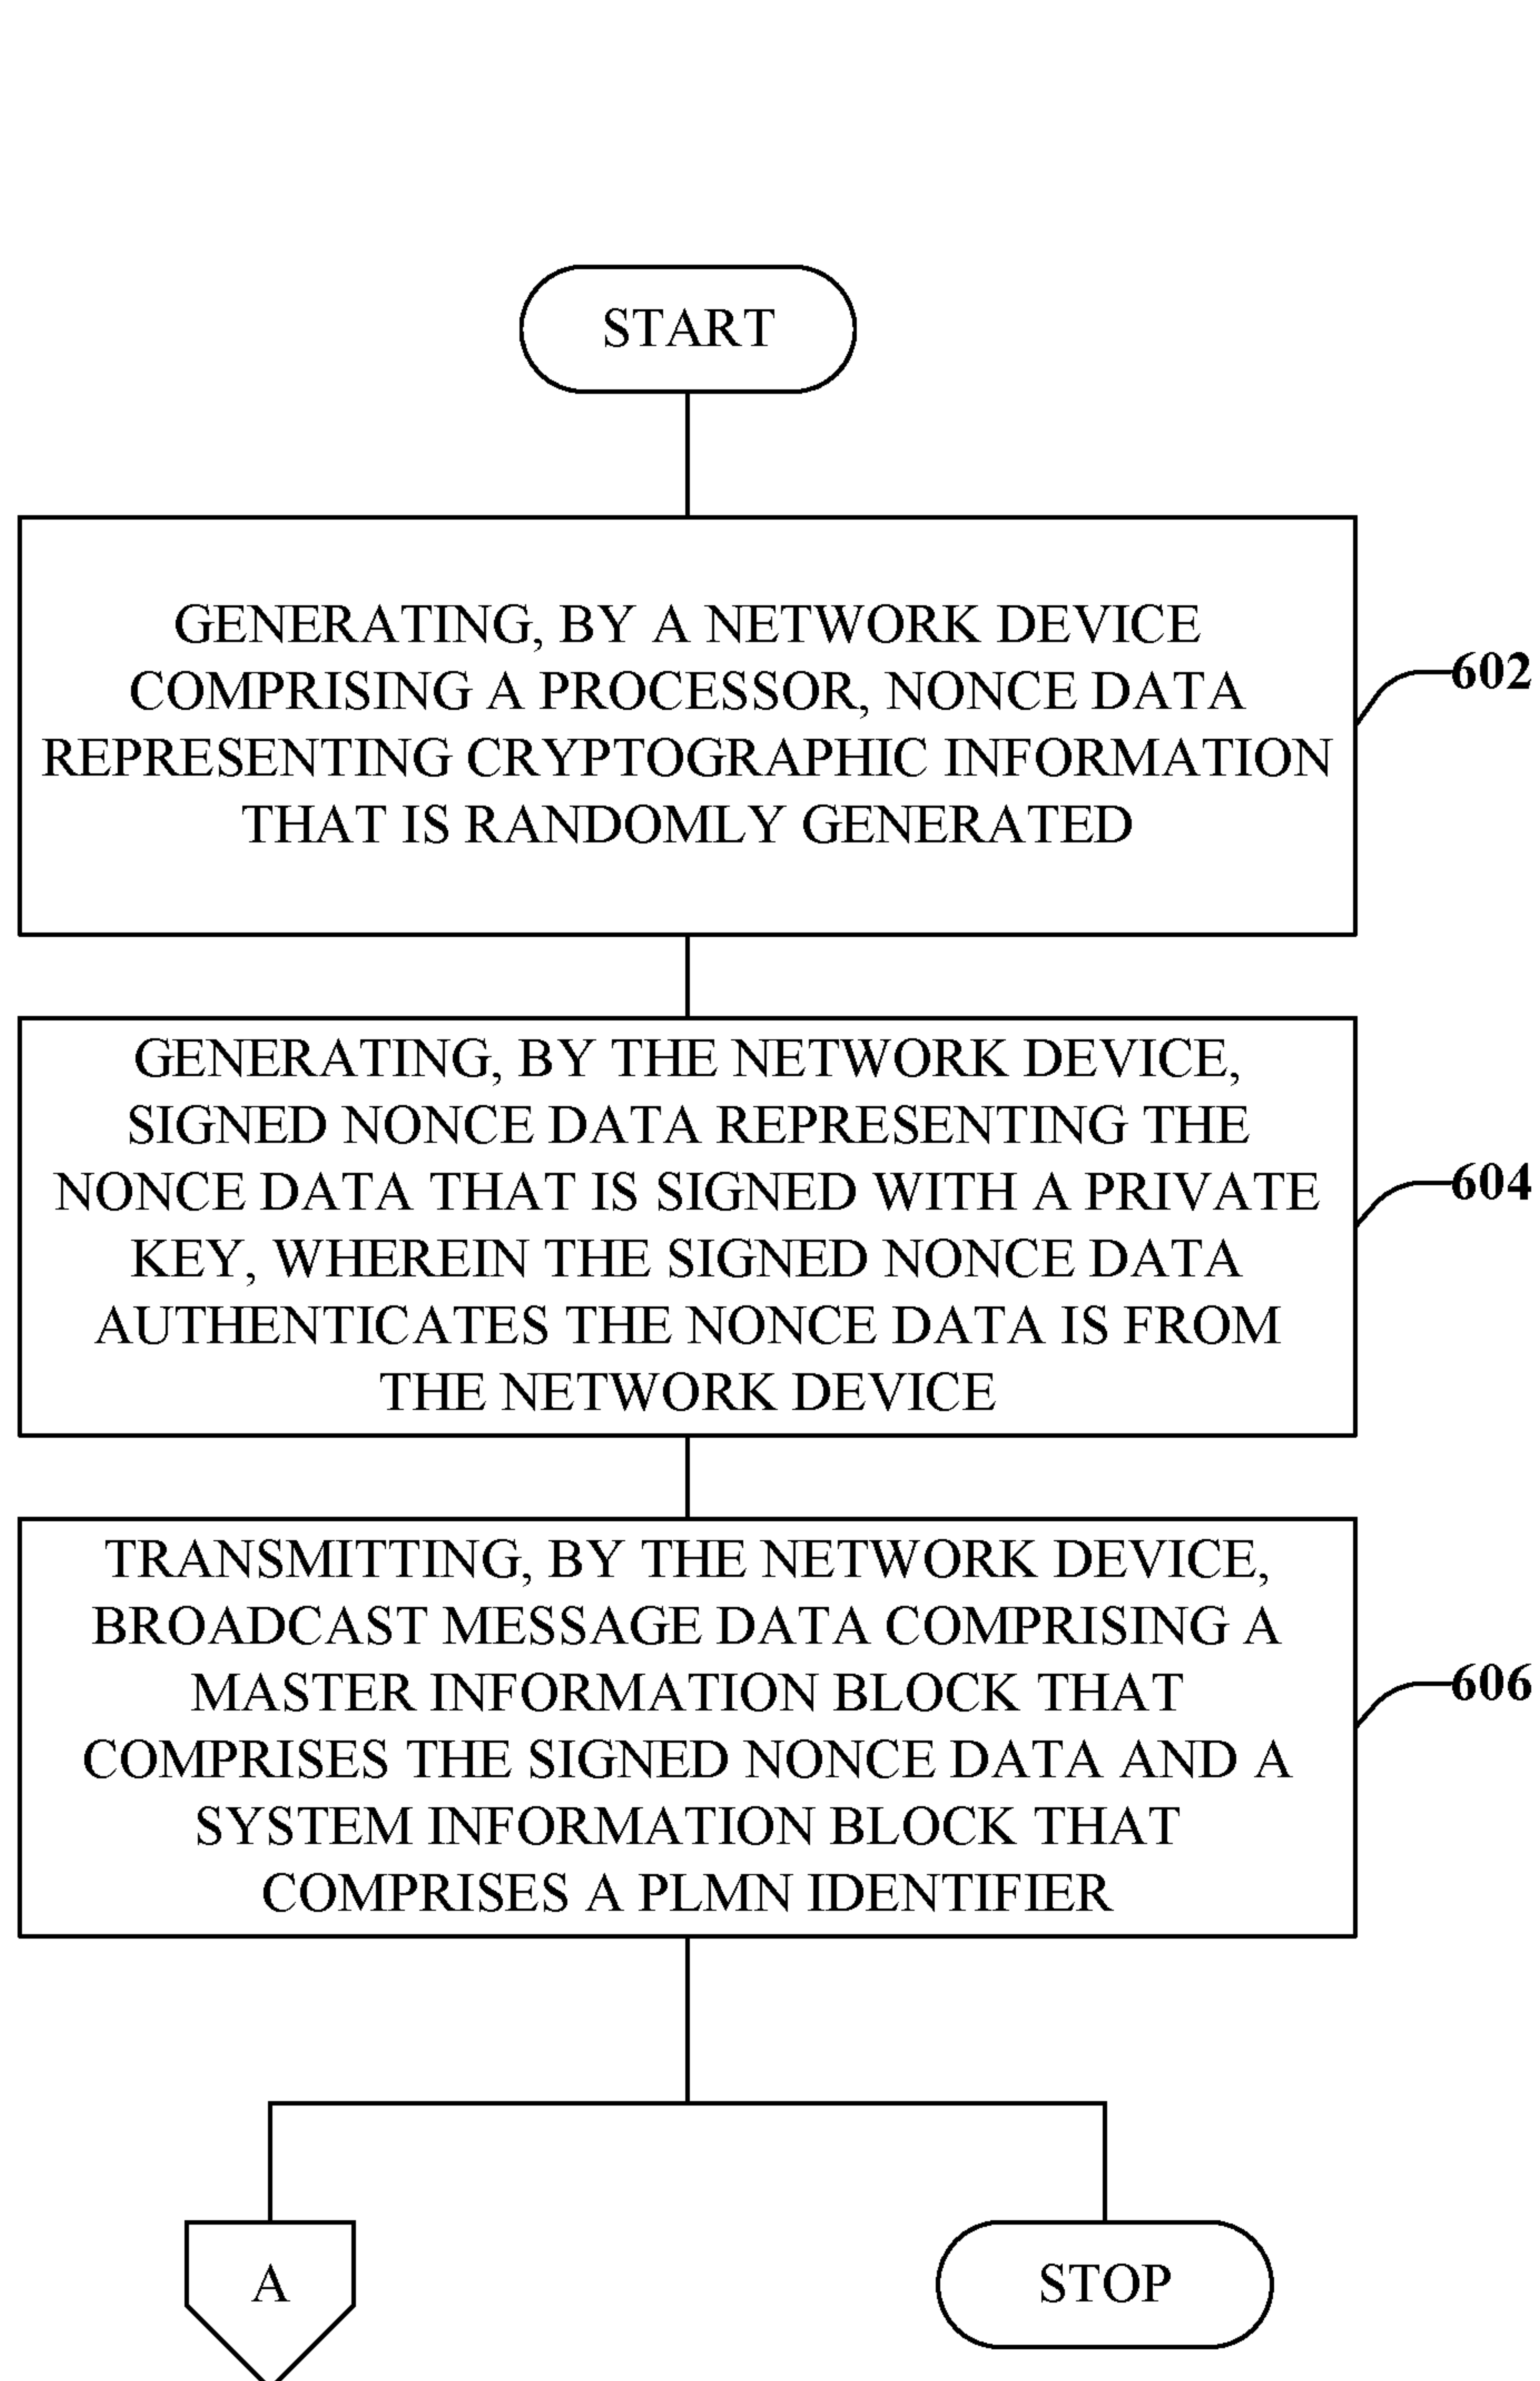 START
GENERATING, BY A NETWORK DEVICE
COMPRISING A PROCESSOR, NONCE DATA
REPRESENTING CRYPTOGRAPHIC INFORMATION
THAT IS RANDOMLY GENERATED
602
GENERATING, BY THE NETWORK DEVICE,
SIGNED NONCE DATA REPRESENTING THE
NONCE DATA THAT IS SIGNED WITH A PRIVATE
KEY, WHEREIN THE SIGNED NONCE DATA
AUTHENTICATES THE NONCE DATA IS FROM
THE NETWORK DEVICE
604
TRANSMITTING, BY THE NETWORK DEVICE,
BROADCAST MESSAGE DATA COMPRISING A
MASTER INFORMATION BLOCK THAT
COMPRISES THE SIGNED NONCE DATA AND A
SYSTEM INFORMATION BLOCK THAT
COMPRISES A PLMN IDENTIFIER
606
A
STOP